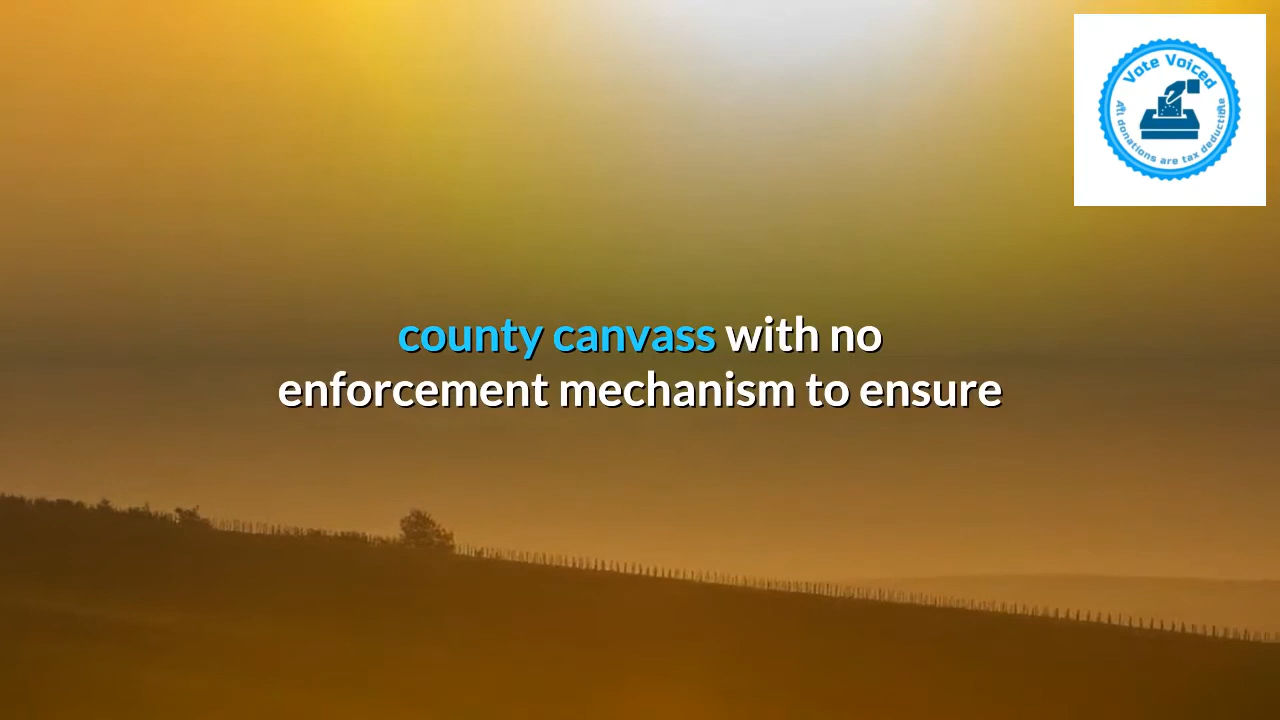 Vote Voiced
All donations are tax deductible
county canvass with no
enforcement mechanism to ensure